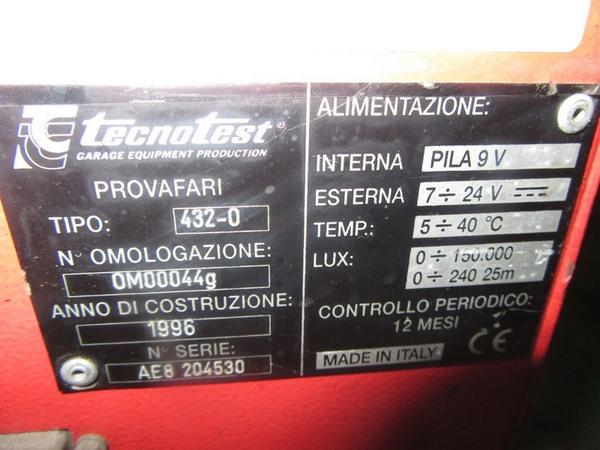 TC tecnotest®
GARAGE EQUIPMENT PRODUCTION
PROVAFARI
TIPO: 432-0
N° OMOLOGAZIONE:
OM00044g
ANNO DI COSTRUZIONE:
1996
N° SERIE:
AE8 204530
ALIMENTAZIONE:
INTERNA PILA 9 V
ESTERNA 7 ÷ 24 V
TEMP.: 5 ÷ 40 °C
LUX: 0 ÷ 150.000
0 ÷ 240 25m
CONTROLLO PERIODICO:
12 MESI
MADE IN ITALY CE